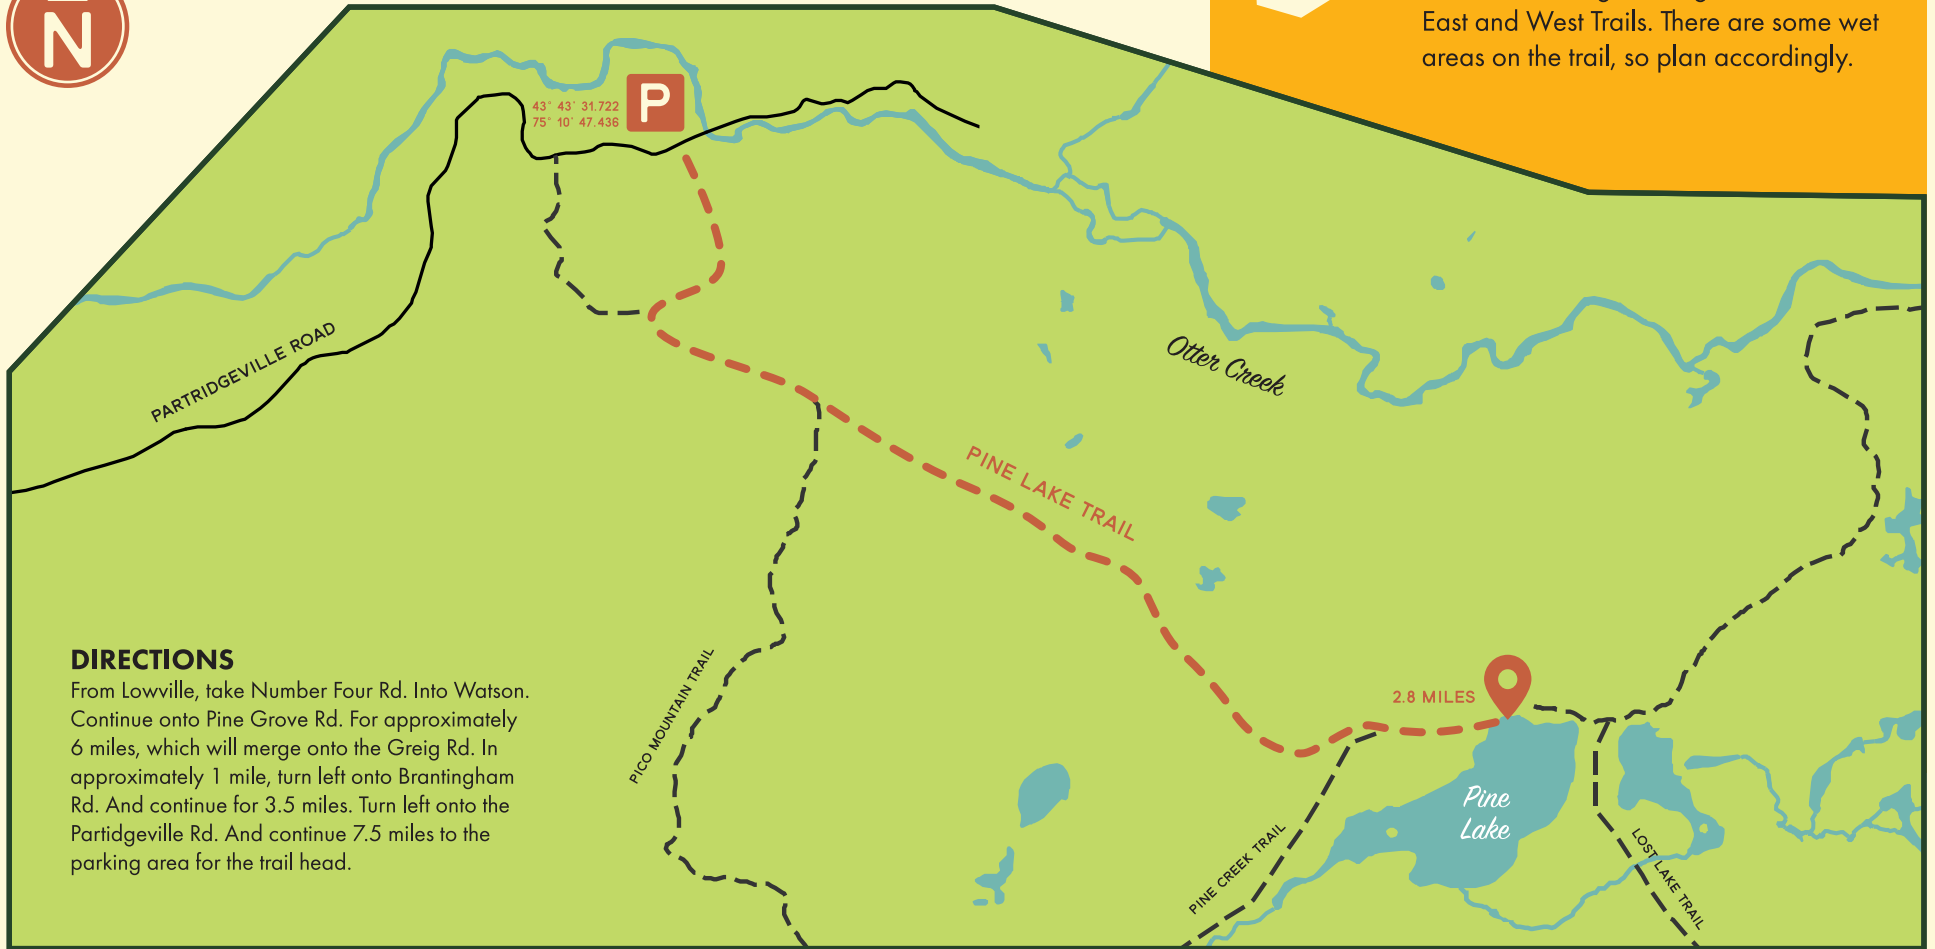 N
East and West Trails. There are some wet
areas on the trail, so plan accordingly.
43° 43' 31.722
75° 10' 47.436
P
PARTRIDGEVILLE ROAD
Otter Creek
PINE LAKE TRAIL
DIRECTIONS
From Lowville, take Number Four Rd. Into Watson.
Continue onto Pine Grove Rd. For approximately
6 miles, which will merge onto the Greig Rd. In
approximately 1 mile, turn left onto Brantingham
Rd. And continue for 3.5 miles. Turn left onto the
Partidgeville Rd. And continue 7.5 miles to the
parking area for the trail head.
PICO MOUNTAIN TRAIL
2.8 MILES
Pine
Lake
PINE CREEK TRAIL
LOST LAKE TRAIL